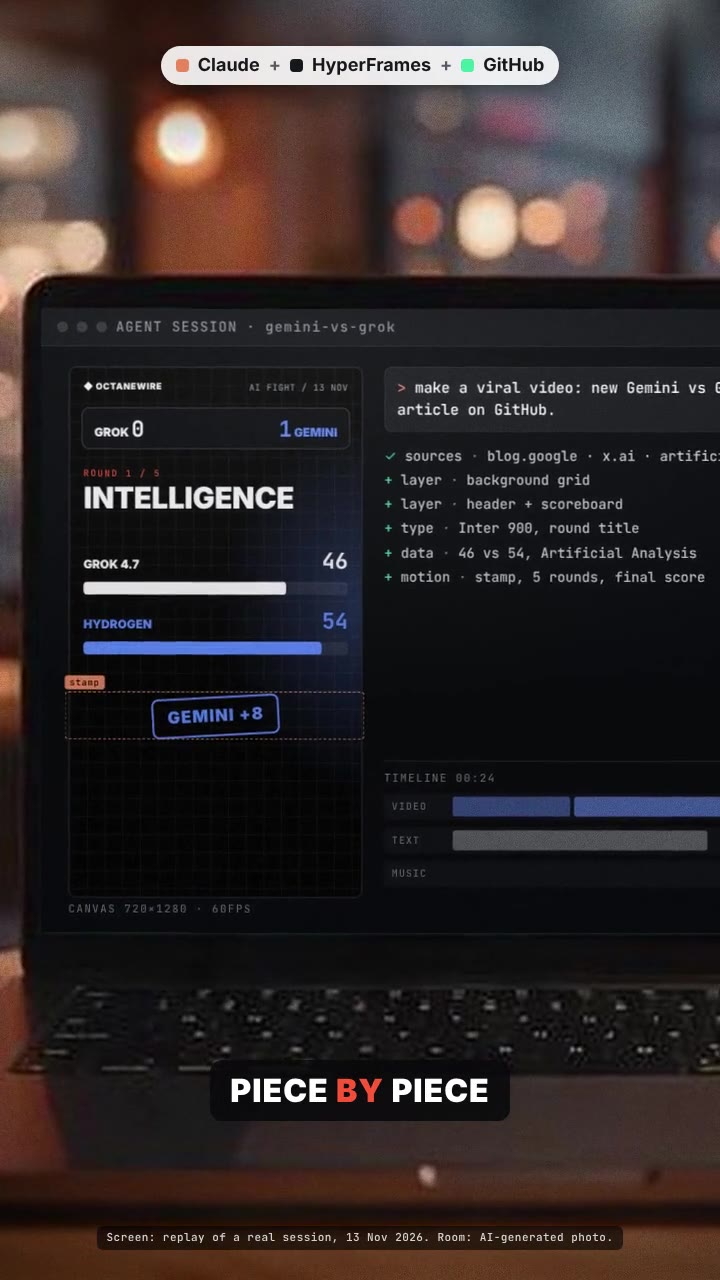 Claude + HyperFrames + GitHub
AGENT SESSION · gemini-vs-grok
OCTANEWIRE
AI FIGHT / 13 NOV
GROK 0
1 GEMINI
ROUND 1 / 5
INTELLIGENCE
GROK 4.7
46
HYDROGEN
54
stamp
GEMINI +8
CANVAS 720×1280 · 60FPS
> make a viral video: new Gemini vs
article on GitHub.
✓ sources · blog.google · x.ai ·
+ layer · background grid
+ layer · header + scoreboard
+ type · Inter 900, round title
+ data · 46 vs 54, Artificial Analysis
+ motion · stamp, 5 rounds, final score
TIMELINE 00:24
VIDEO
TEXT
MUSIC
PIECE BY PIECE
Screen: replay of a real session, 13 Nov 2026. Room: AI-generated photo.